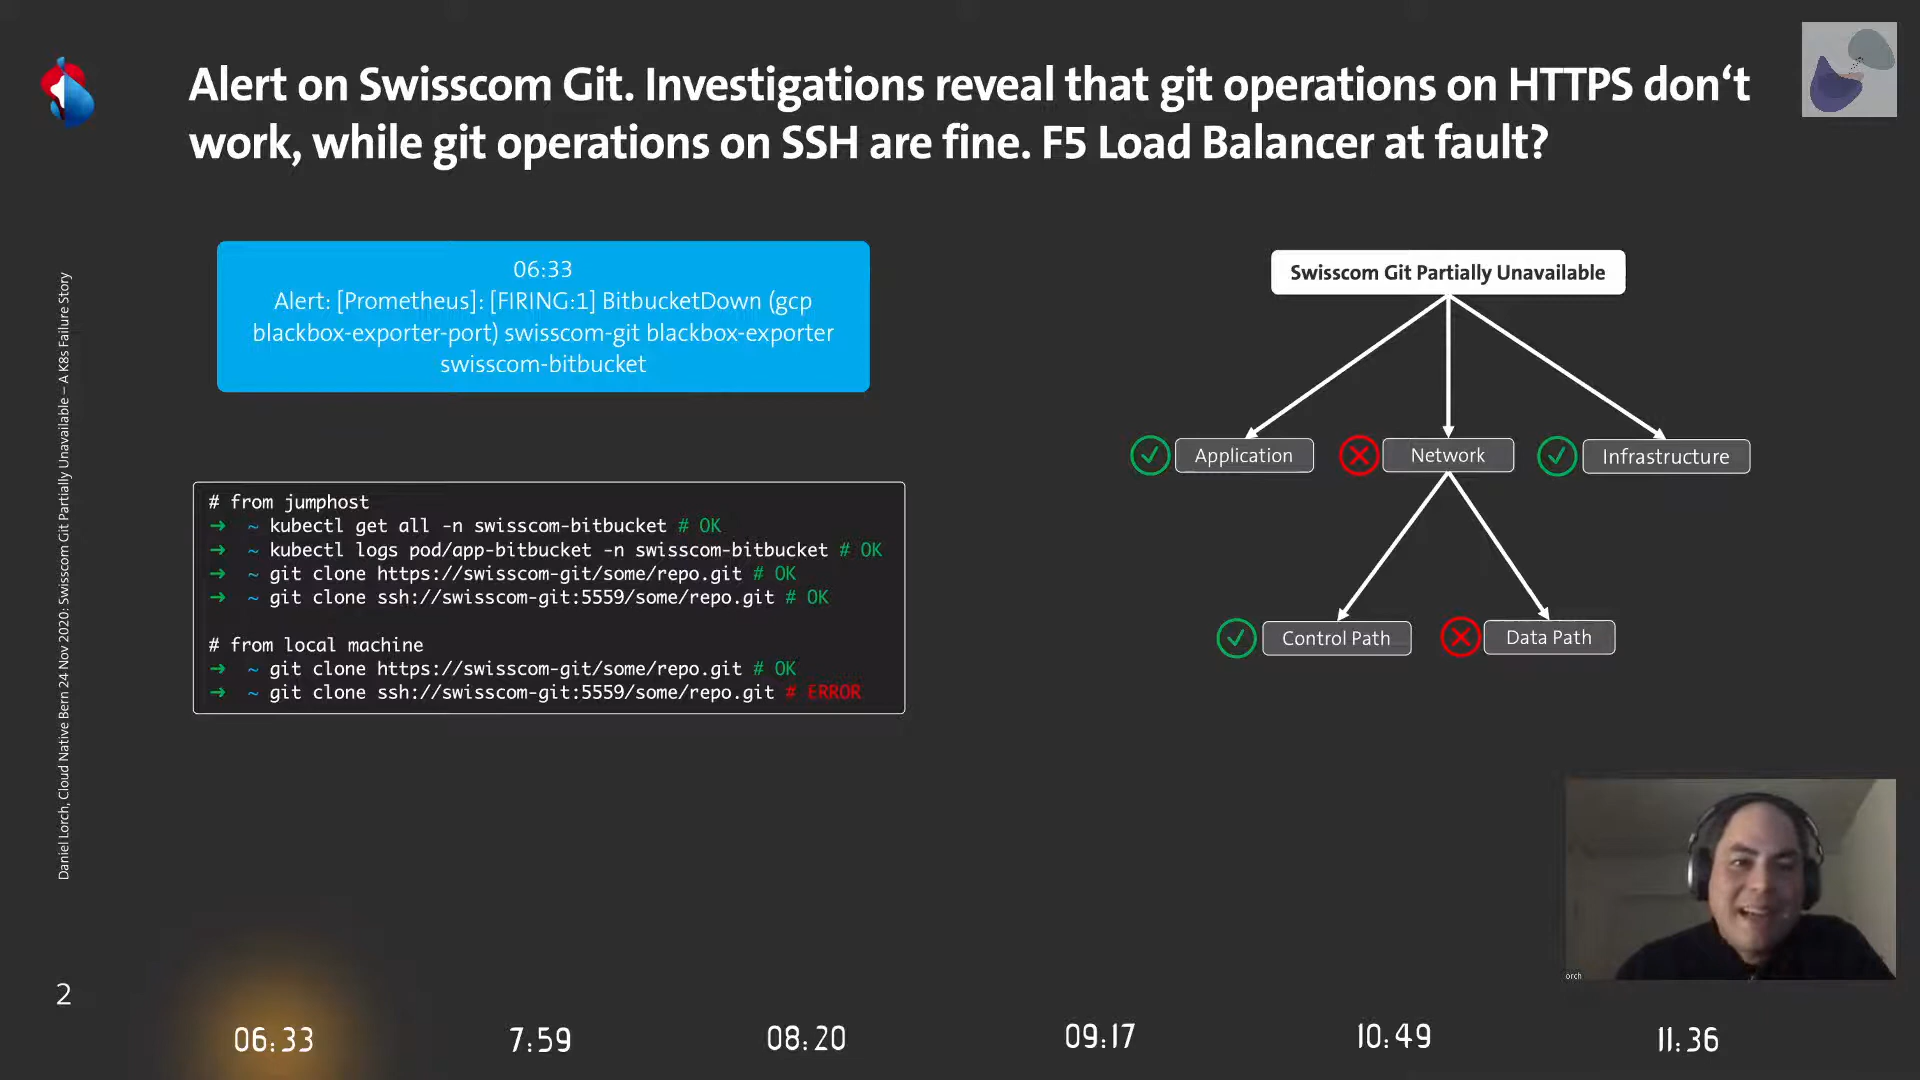 Alert on Swisscom Git. Investigations reveal that git operations on HTTPS don‘t
work, while git operations on SSH are fine. F5 Load Balancer at fault?
06:33
Alert: [Prometheus]: [FIRING:1] BitbucketDown (gcp
blackbox-exporter-port) swisscom-git blackbox-exporter
swisscom-bitbucket
# from jumphost
➜ ~ kubectl get all -n swisscom-bitbucket # OK
➜ ~ kubectl logs pod/app-bitbucket -n swisscom-bitbucket # OK
➜ ~ git clone https://swisscom-git/some/repo.git # OK
➜ ~ git clone ssh://swisscom-git:5559/some/repo.git # OK
# from local machine
➜ ~ git clone https://swisscom-git/some/repo.git # OK
➜ ~ git clone ssh://swisscom-git:5559/some/repo.git # ERROR
Swisscom Git Partially Unavailable
Application
Network
Infrastructure
Control Path
Data Path
Daniel Lorch, Cloud Native Bern 24 Nov 2020: Swisscom Git Partially Unavailable – A K8s Failure Story
orch
2
06:33
7:59
08:20
09:17
10:49
11:36